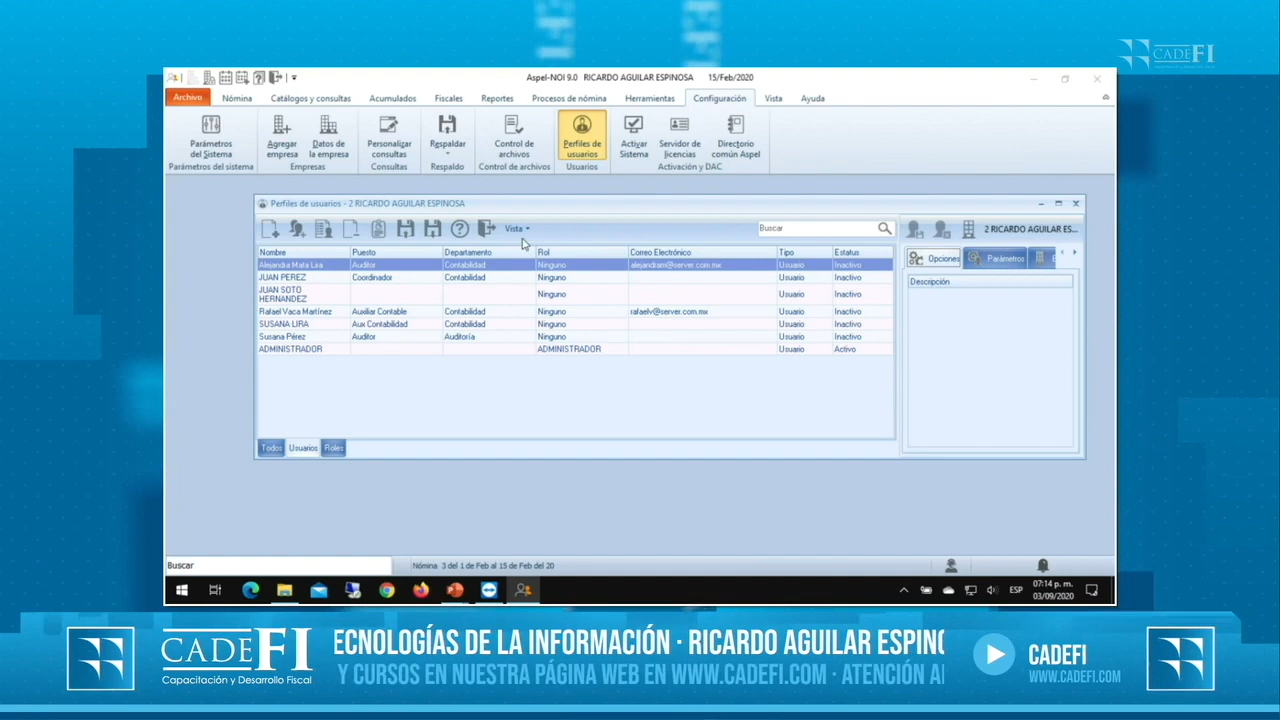 CADEFI
Aspel-NOI 9.0 RICARDO AGUILAR ESPINOSA 15/Feb/2020
Archivo Nómina Catálogos y consultas Acumulados Fiscales Reportes Procesos de nómina Herramientas Configuración Vista Ayuda
Parámetros del Sistema
Agregar empresa
Datos de la empresa
Personalizar consultas
Respaldar
Control de archivos
Perfiles de usuarios
Activar Sistema
Servidor de licencias
Directorio común Aspel
Parámetros del sistema Empresas Consultas Respaldo Control de archivos Usuarios Activación y DAC
Perfiles de usuarios - 2 RICARDO AGUILAR ESPINOSA
Vista Buscar 2 RICARDO AGUILAR ES...
Nombre Puesto Departamento Rol Correo Electrónico Tipo Estatus
Alejandra Mata Lira Auditor Contabilidad Ninguno alejandram@server.com.mx Usuario Inactivo
JUAN PEREZ Coordinador Contabilidad Ninguno Usuario Inactivo
JUAN SOTO HERNANDEZ Ninguno Usuario Inactivo
Rafael Vaca Martínez Auxiliar Contable Contabilidad Ninguno rafaelv@server.com.mx Usuario Inactivo
SUSANA LIRA Aux Contabilidad Contabilidad Ninguno Usuario Inactivo
Susana Pérez Auditor Auditoría Ninguno Usuario Inactivo
ADMINISTRADOR ADMINISTRADOR Usuario Activo
Opciones Parámetros E
Descripción
Todos Usuarios Roles
Buscar Nómina 3 del 1 de Feb al 15 de Feb del 20
ESP 07:14 p. m.
03/09/2020
CADEFI
Capacitación y Desarrollo Fiscal
ECNOLOGÍAS DE LA INFORMACIÓN · RICARDO AGUILAR ESPINO
Y CURSOS EN NUESTRA PÁGINA WEB EN WWW.CADEFI.COM · ATENCIÓN AL
CADEFI
WWW.CADEFI.COM